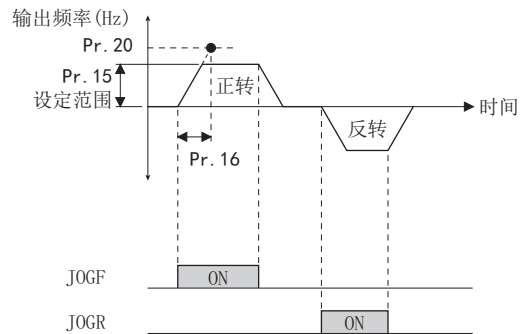 输出频率(Hz)
Pr.20
Pr.15
设定范围
正转
时间
反转
Pr.16
JOGF
ON
JOGR
ON